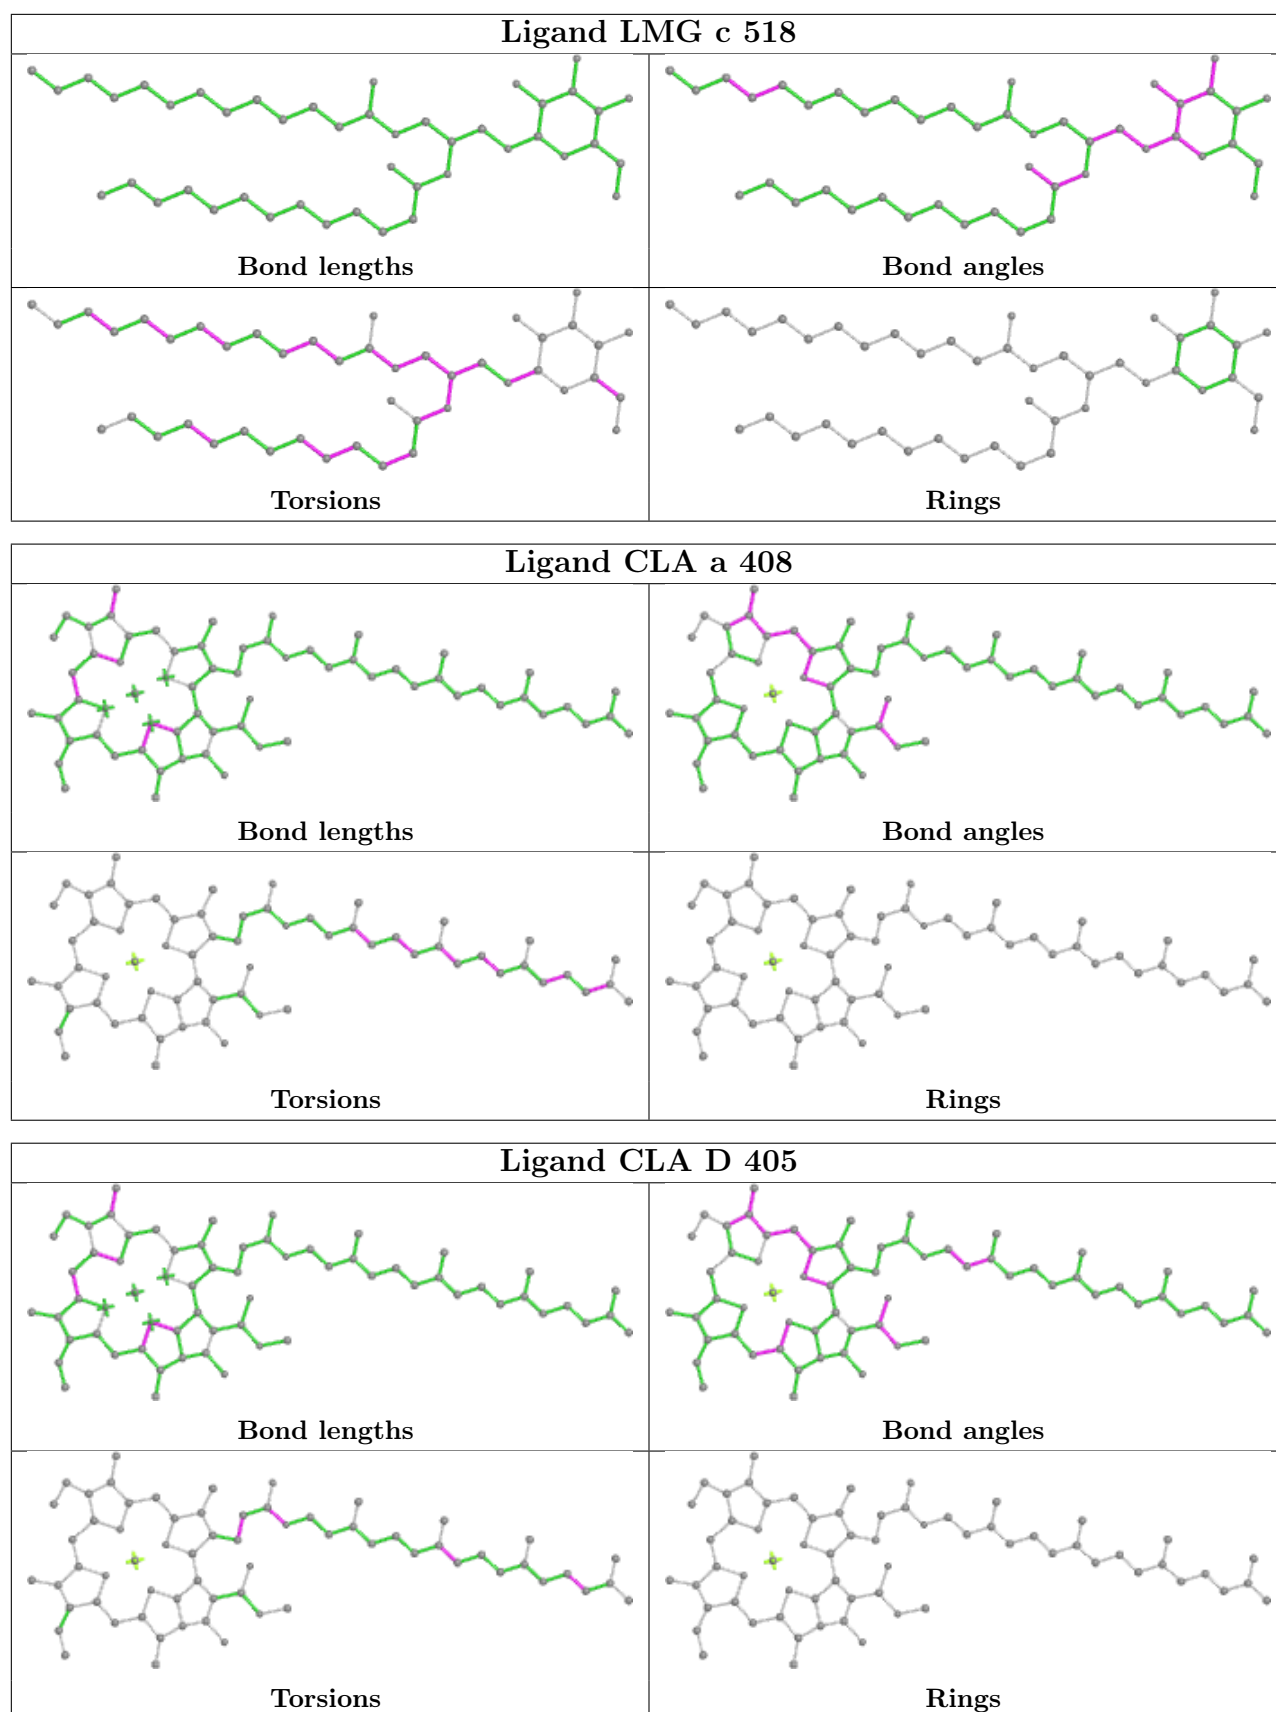 Ligand LMG c 518
Bond lengths
Bond angles
Torsions
Rings
Ligand CLA a 408
Bond lengths
Bond angles
Torsions
Rings
Ligand CLA D 405
Bond lengths
Bond angles
Torsions
Rings